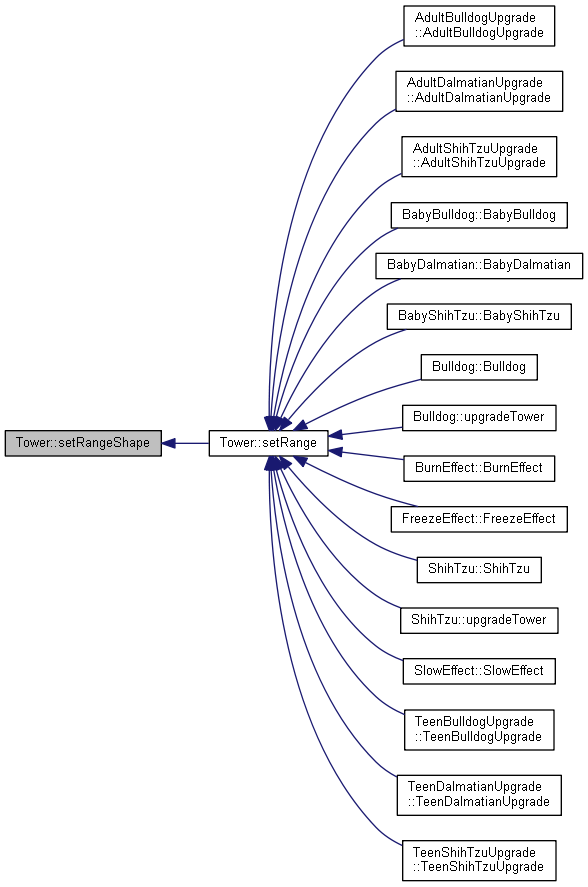 AdultBulldogUpgrade
::AdultBulldogUpgrade
AdultDalmatianUpgrade
::AdultDalmatianUpgrade
AdultShihTzuUpgrade
::AdultShihTzuUpgrade
BabyBulldog::BabyBulldog
BabyDalmatian::BabyDalmatian
BabyShihTzu::BabyShihTzu
Bulldog::Bulldog
Bulldog::upgradeTower
Tower::setRangeShape
Tower::setRange
BurnEffect::BurnEffect
FreezeEffect::FreezeEffect
ShihTzu::ShihTzu
ShihTzu::upgradeTower
SlowEffect::SlowEffect
TeenBulldogUpgrade
::TeenBulldogUpgrade
TeenDalmatianUpgrade
::TeenDalmatianUpgrade
TeenShihTzuUpgrade
::TeenShihTzuUpgrade